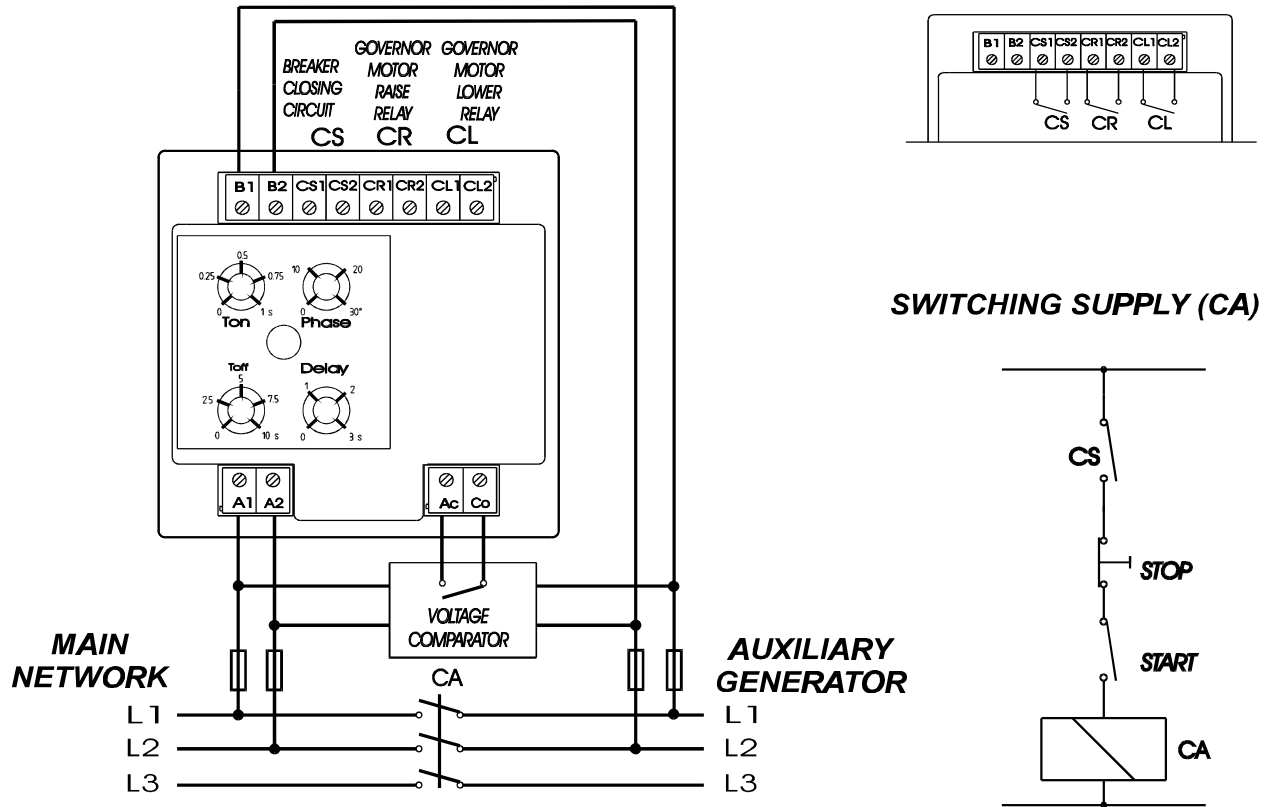 BREAKER CLOSING CIRCUIT
CS
GOVERNOR MOTOR RAISE RELAY
CR
GOVERNOR MOTOR LOWER RELAY
CL
B1 B2 CS1 CS2 CR1 CR2 CL1 CL2
0 0.25 0.5 0.75 1 s
Ton
0 10 20 30°
Phase
Toff
0 2.5 5 7.5 10 s
Delay
0 1 2 3 s
A1 A2
Ac Co
VOLTAGE
COMPARATOR
MAIN
NETWORK
L1
L2
L3
CA
AUXILIARY
GENERATOR
L1
L2
L3
B1 B2 CS1 CS2 CR1 CR2 CL1 CL2
CS CR CL
SWITCHING SUPPLY (CA)
CS
STOP
START
CA